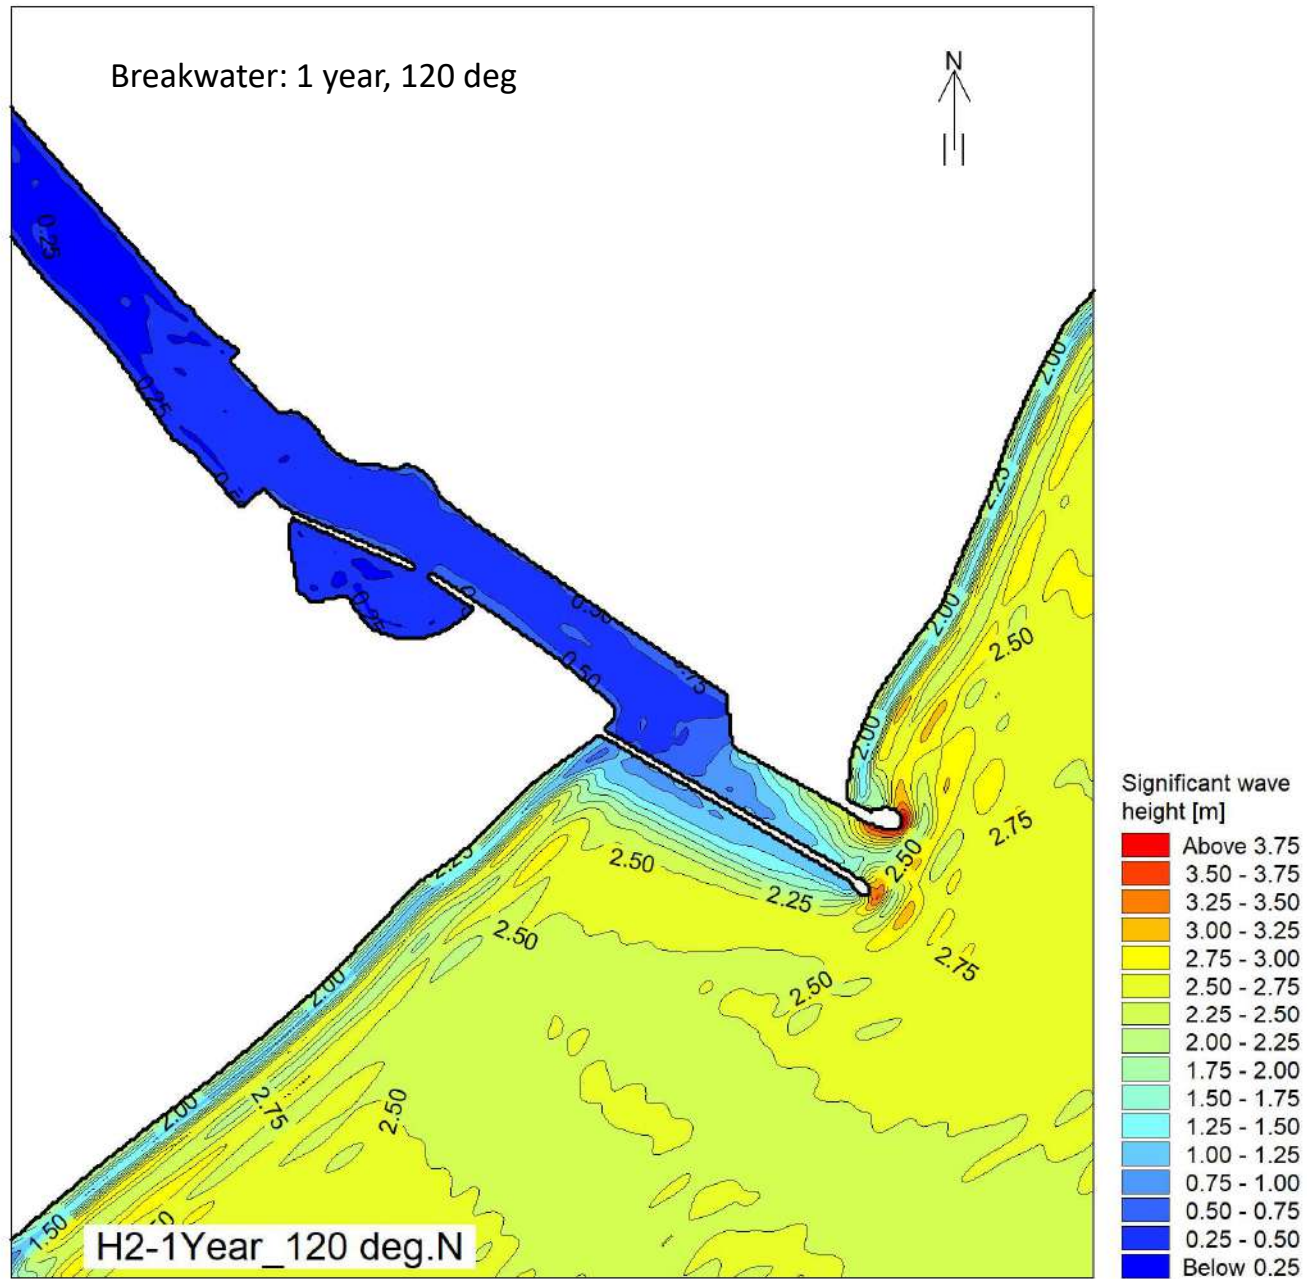 Breakwater: 1 year, 120 deg
N
0.25
2.00
0.25
2.25
0.25
0.50
2.00
2.50
0.50
.75
2.00
2.75
2.50
2.25
2.50
2.25
2.50
2.75
2.50
2.00
2.75
2.50
2.00
1.50
H2-1Year_120 deg.N
Significant wave
height [m]
Above 3.75
3.50 - 3.75
3.25 - 3.50
3.00 - 3.25
2.75 - 3.00
2.50 - 2.75
2.25 - 2.50
2.00 - 2.25
1.75 - 2.00
1.50 - 1.75
1.25 - 1.50
1.00 - 1.25
0.75 - 1.00
0.50 - 0.75
0.25 - 0.50
Below 0.25